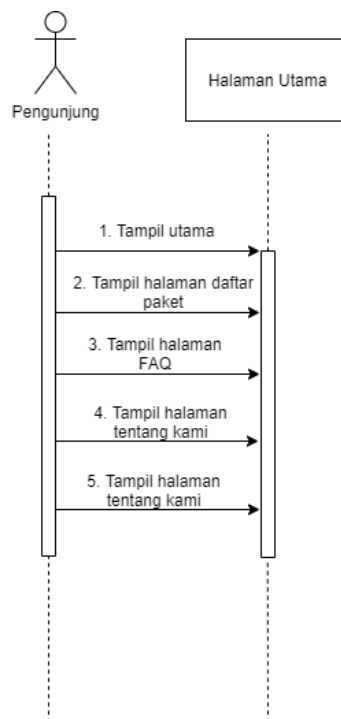 Pengunjung
Halaman Utama
1. Tampil utama
2. Tampil halaman daftar
paket
3. Tampil halaman
FAQ
4. Tampil halaman
tentang kami
5. Tampil halaman
tentang kami